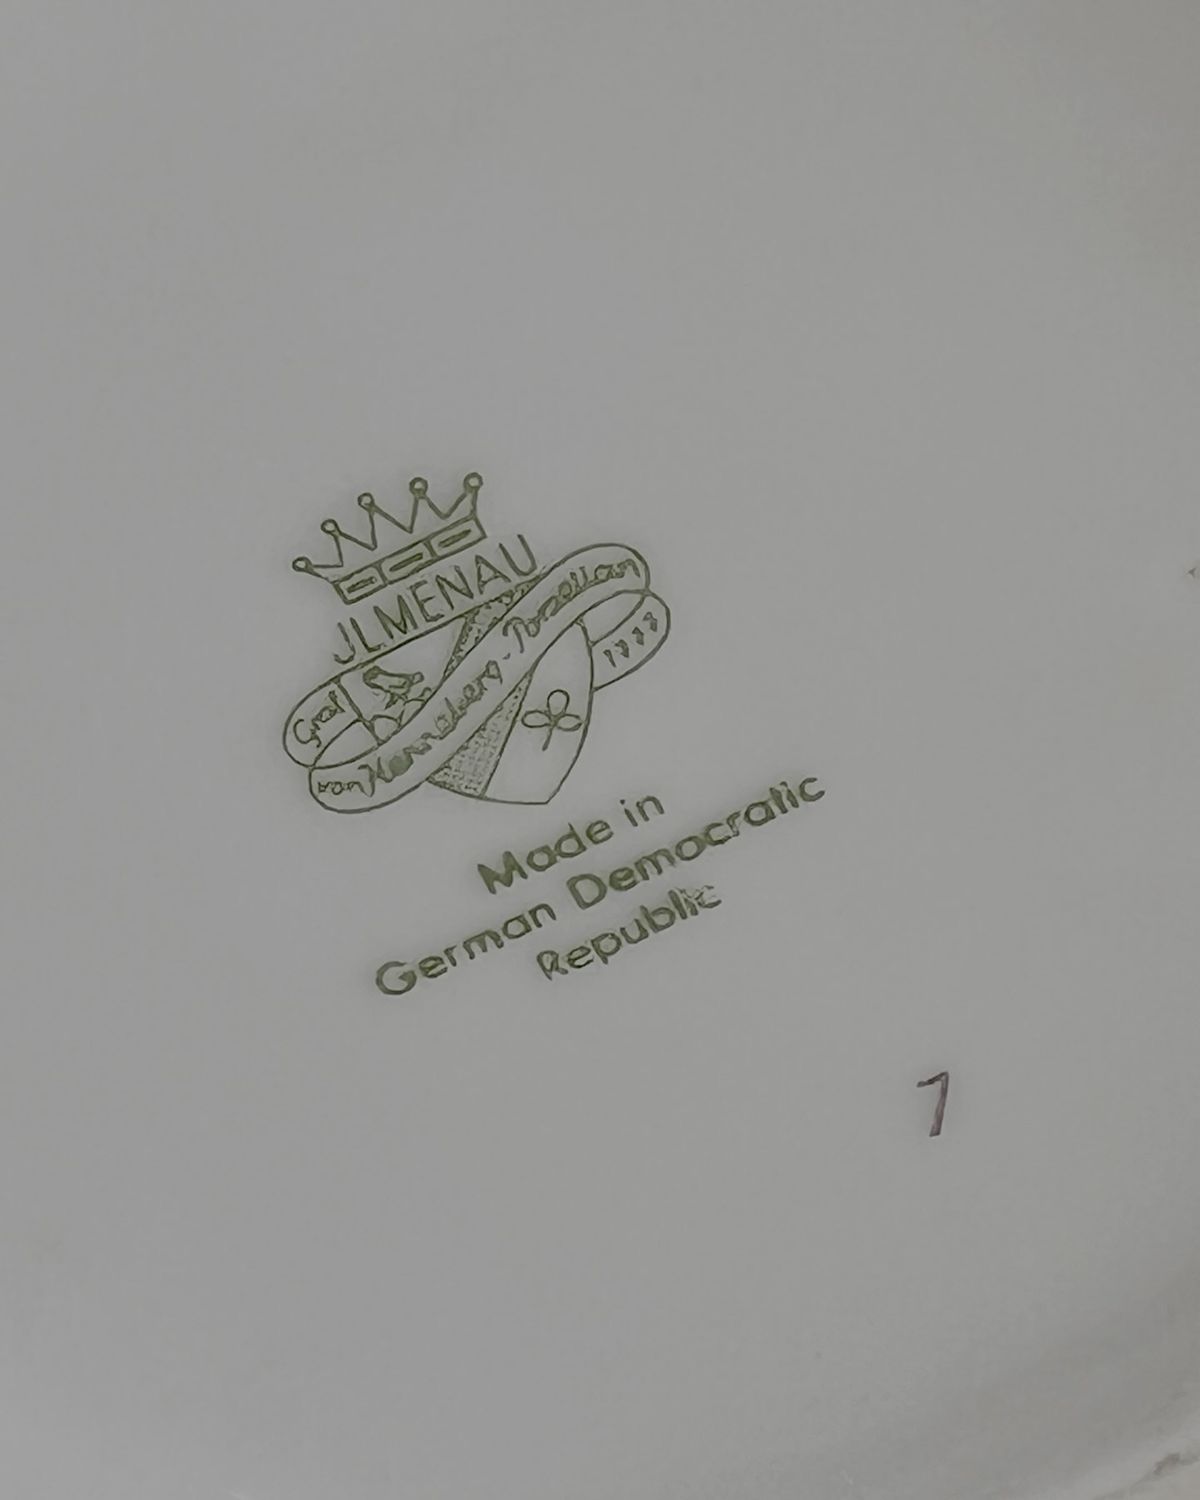 JLMENAU
Graf
von Henneberg - Porzellan
1777
Made in
German Democratic
Republic
7